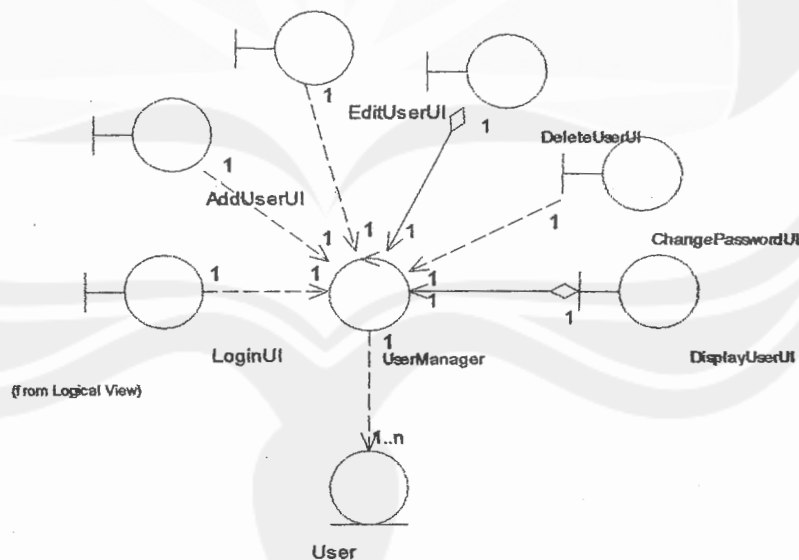 1
EditUserUI
1
DeleteUserUI
1
AddUserUI
1
1
1
1
ChangePasswordUI
1
1
1
1
1
LoginUI
1
UserManager
DisplayUserUI
(from Logical View)
1..n
User